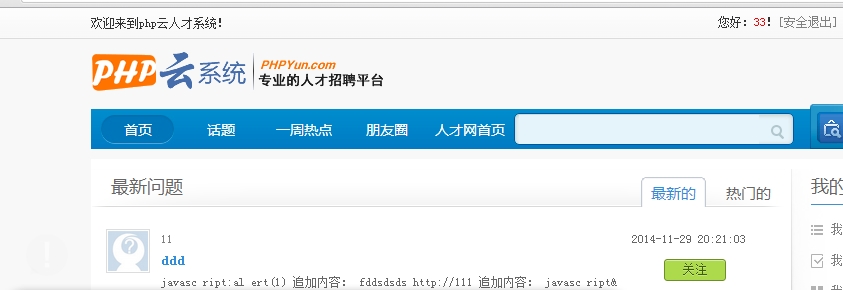 欢迎来到php云人才系统！
您好：33！[安全退出]
PHP云系统
PHPYun.com
专业的人才招聘平台
首页 话题 一周热点 朋友圈 人才网首页
最新问题
最新的 热门的
我的
11
2014-11-29 20:21:03
ddd
关注
javasc ript:al ert(1) 追加内容： fddsdsds http://111 追加内容： javasc ript&
我
我